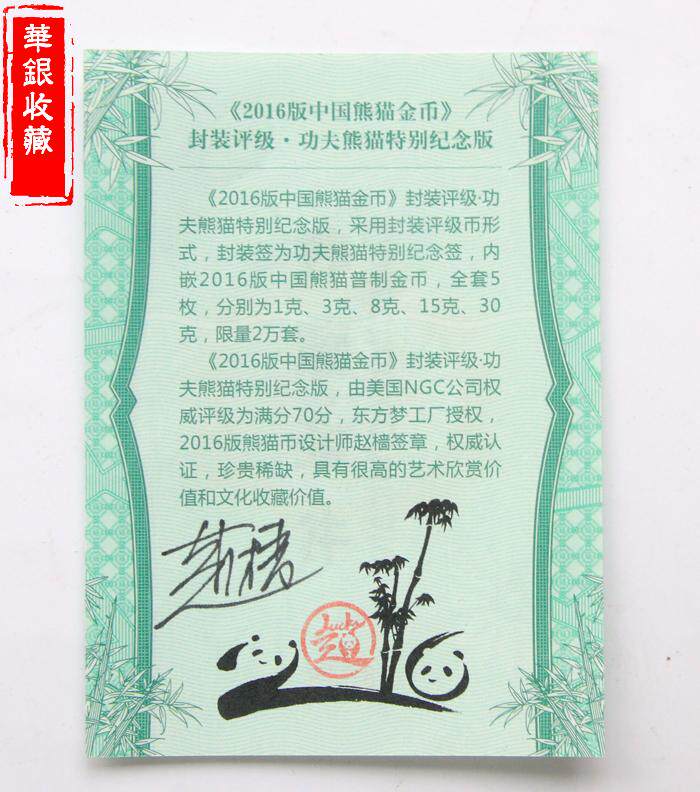 華銀收藏
《2016版中国熊猫金币》
封装评级·功夫熊猫特别纪念版
《2016版中国熊猫金币》封装评级·功
夫熊猫特别纪念版，采用封装评级币形
式，封装签为功夫熊猫特别纪念签，内
嵌2016版中国熊猫普制金币，全套5
枚，分别为1克、3克、8克、15克、30
克，限量2万套。
《2016版中国熊猫金币》封装评级·功
夫熊猫特别纪念版，由美国NGC公司权
威评级为满分70分，东方梦工厂授权，
2016版熊猫币设计师赵樯签章，权威认
证，珍贵稀缺，具有很高的艺术欣赏价
值和文化收藏价值。
Lucky